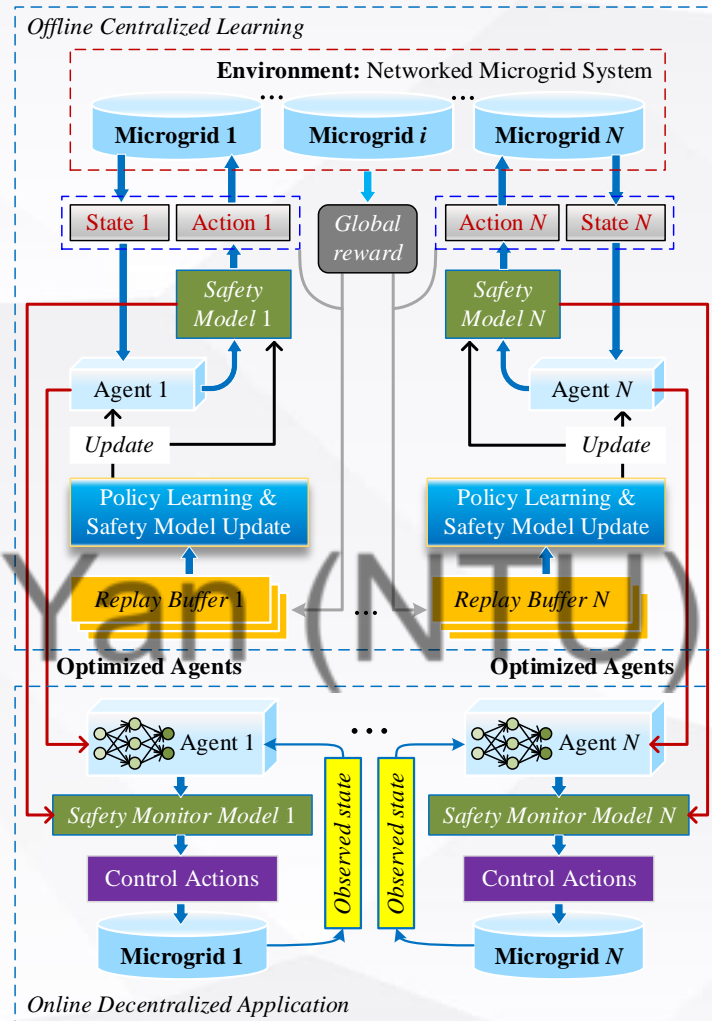 Offline Centralized Learning
Environment: Networked Microgrid System
... ...
Microgrid 1 Microgrid i Microgrid N
State 1 Action 1 Global reward Action N State N
Safety Model 1
Safety Model N
Agent 1 Agent N
Update Update
Policy Learning &
Safety Model Update
Policy Learning &
Safety Model Update
Replay Buffer 1 ... Replay Buffer N
Yan (NTU)
Optimized Agents Optimized Agents
Agent 1 ... Agent N
Observed state Observed state
Safety Monitor Model 1 Safety Monitor Model N
Control Actions Control Actions
Microgrid 1 Microgrid N
Online Decentralized Application